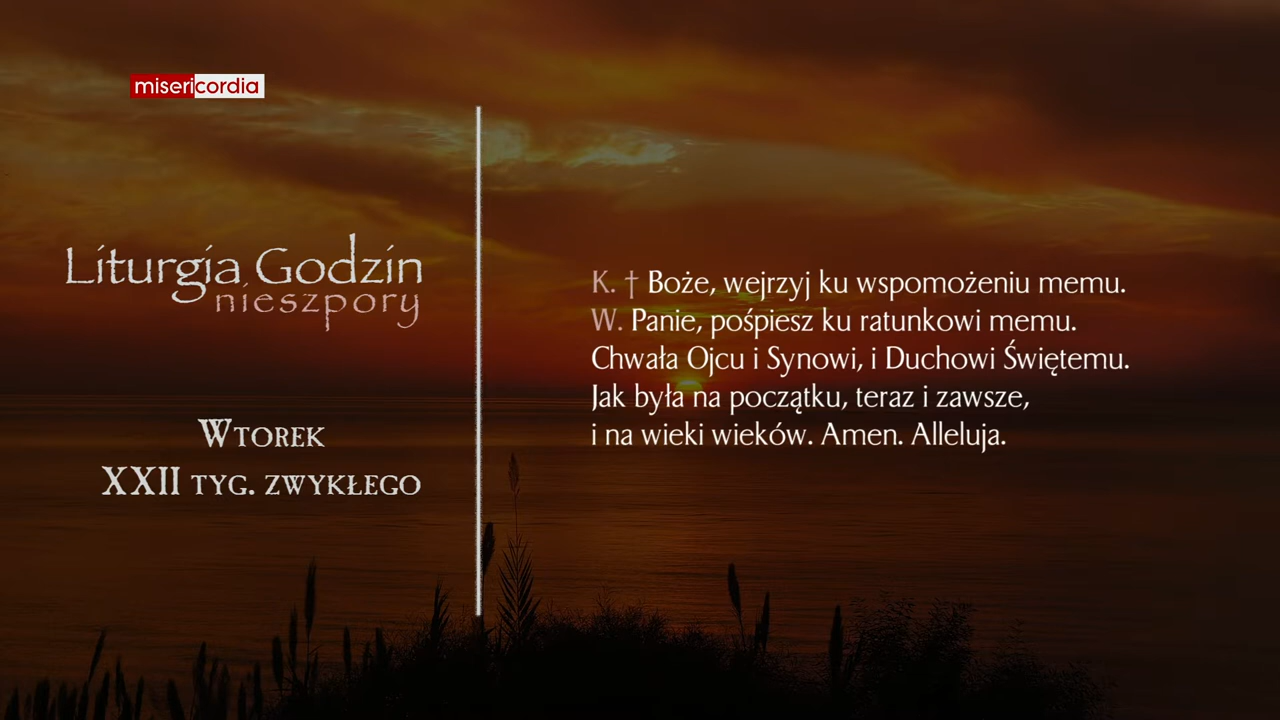 misericordia
Liturgia Godzin
nieszpory
Wtorek
XXII tyg. zwykłego
K. † Boże, wejrzyj ku wspomożeniu memu.
W. Panie, pośpiesz ku ratunkowi memu.
Chwała Ojcu i Synowi, i Duchowi Świętemu.
Jak była na początku, teraz i zawsze,
i na wieki wieków. Amen. Alleluja.